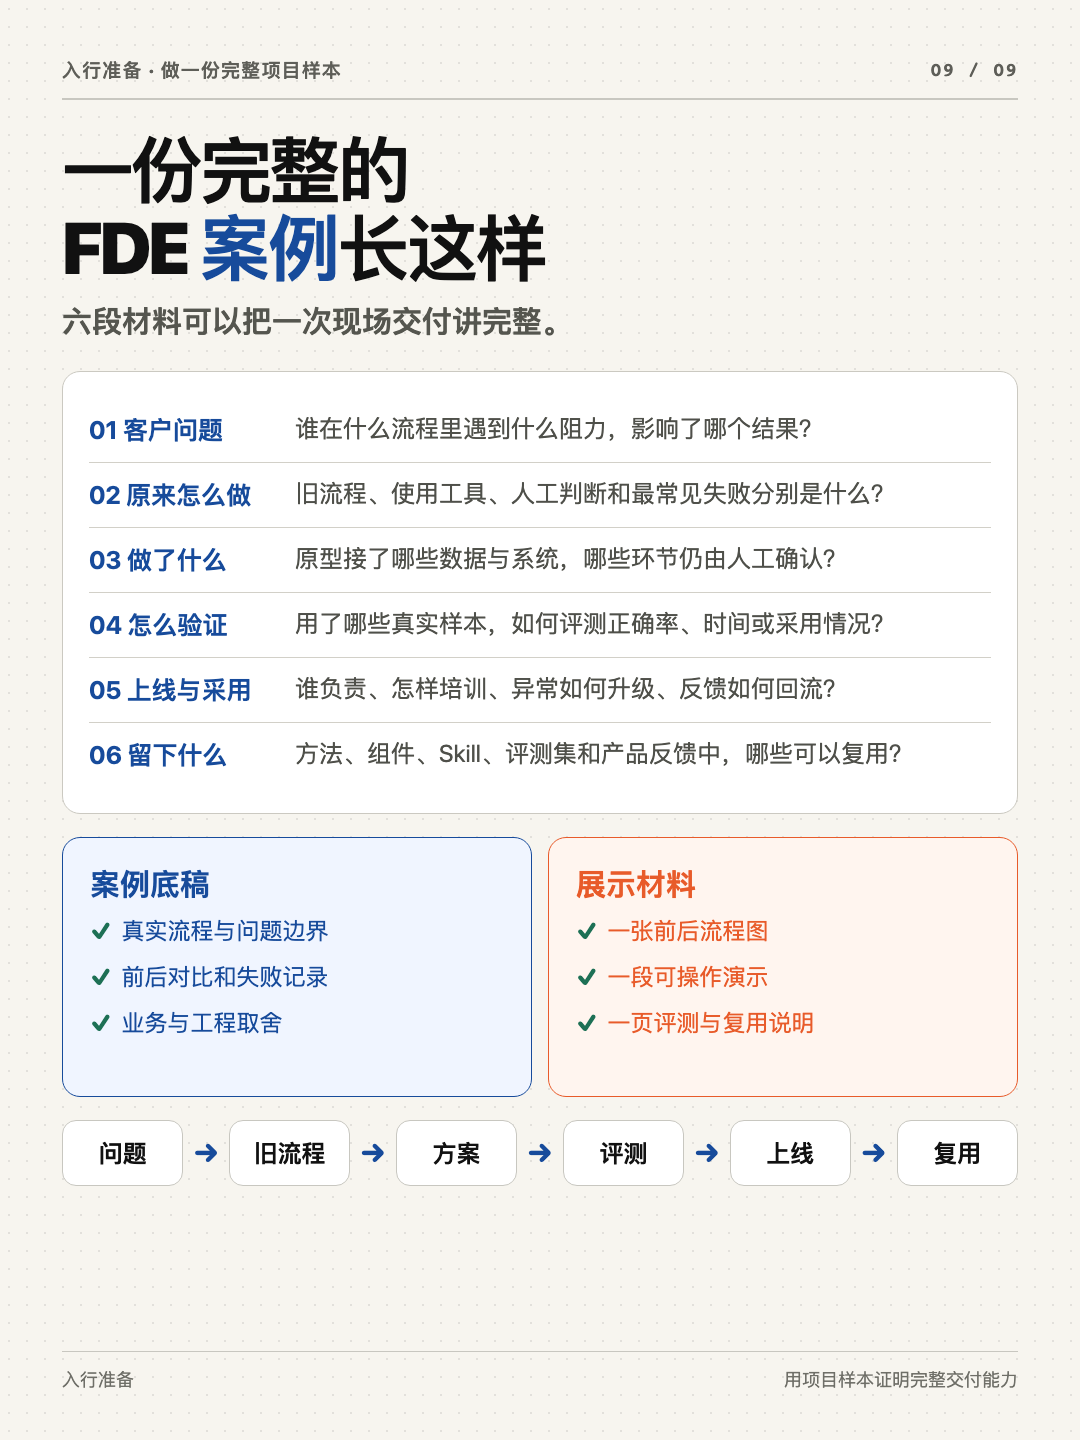 入行准备 · 做一份完整项目样本
09 / 09
一份完整的
FDE 案例长这样
六段材料可以把一次现场交付讲完整。
01 客户问题 谁在什么流程里遇到什么阻力，影响了哪个结果？
02 原来怎么做 旧流程、使用工具、人工判断和最常见失败分别是什么？
03 做了什么 原型接了哪些数据与系统，哪些环节仍由人工确认？
04 怎么验证 用了哪些真实样本，如何评测正确率、时间或采用情况？
05 上线与采用 谁负责、怎样培训、异常如何升级、反馈如何回流？
06 留下什么 方法、组件、Skill、评测集和产品反馈中，哪些可以复用？
案例底稿
✓ 真实流程与问题边界
✓ 前后对比和失败记录
✓ 业务与工程取舍
展示材料
✓ 一张前后流程图
✓ 一段可操作演示
✓ 一页评测与复用说明
问题 → 旧流程 → 方案 → 评测 → 上线 → 复用
入行准备
用项目样本证明完整交付能力